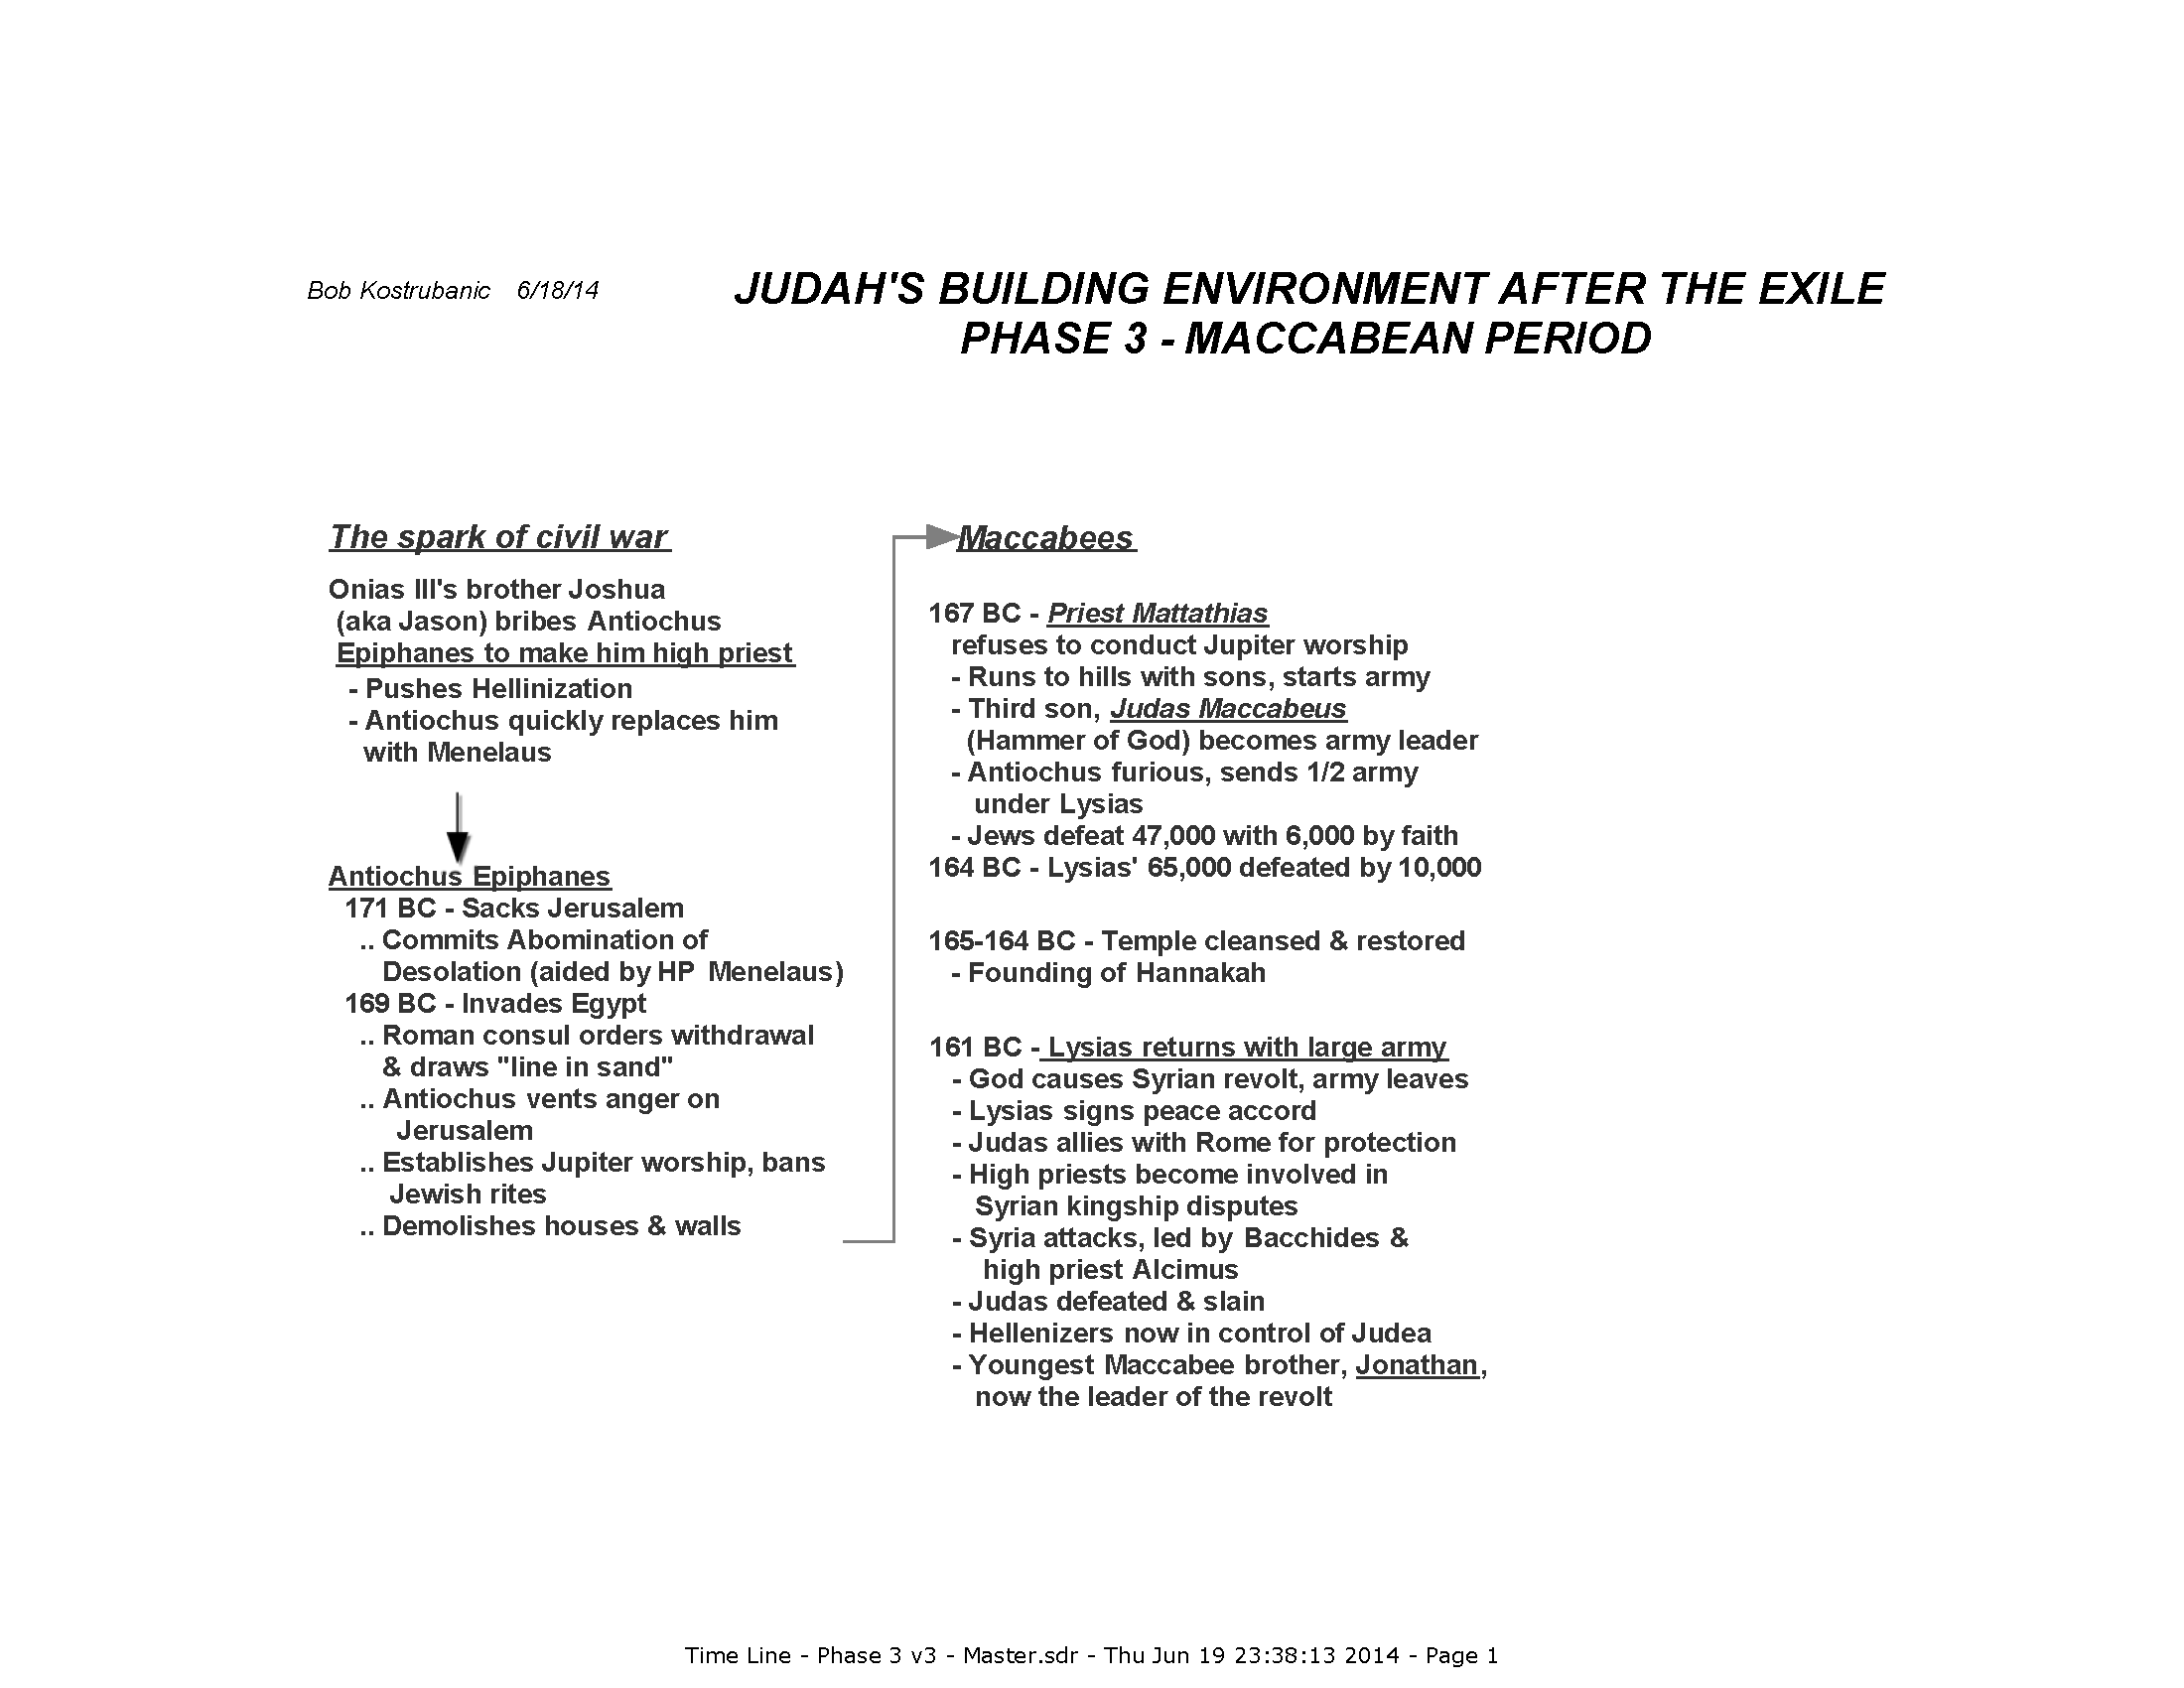 Bob Kostrubanic 6/18/14
JUDAH'S BUILDING ENVIRONMENT AFTER THE EXILE
PHASE 3 - MACCABEAN PERIOD
The spark of civil war
Onias III's brother Joshua
(aka Jason) bribes Antiochus
Epiphanes to make him high priest
- Pushes Hellinization
- Antiochus quickly replaces him
with Menelaus
Antiochus Epiphanes
171 BC - Sacks Jerusalem
.. Commits Abomination of
Desolation (aided by HP Menelaus)
169 BC - Invades Egypt
.. Roman consul orders withdrawal
& draws "line in sand"
.. Antiochus vents anger on
Jerusalem
.. Establishes Jupiter worship, bans
Jewish rites
.. Demolishes houses & walls
Maccabees
167 BC - Priest Mattathias
refuses to conduct Jupiter worship
- Runs to hills with sons, starts army
- Third son, Judas Maccabeus
(Hammer of God) becomes army leader
- Antiochus furious, sends 1/2 army
under Lysias
- Jews defeat 47,000 with 6,000 by faith
164 BC - Lysias' 65,000 defeated by 10,000
165-164 BC - Temple cleansed & restored
- Founding of Hannakah
161 BC - Lysias returns with large army
- God causes Syrian revolt, army leaves
- Lysias signs peace accord
- Judas allies with Rome for protection
- High priests become involved in
Syrian kingship disputes
- Syria attacks, led by Bacchides &
high priest Alcimus
- Judas defeated & slain
- Hellenizers now in control of Judea
- Youngest Maccabee brother, Jonathan,
now the leader of the revolt
Time Line - Phase 3 v3 - Master.sdr - Thu Jun 19 23:38:13 2014 - Page 1